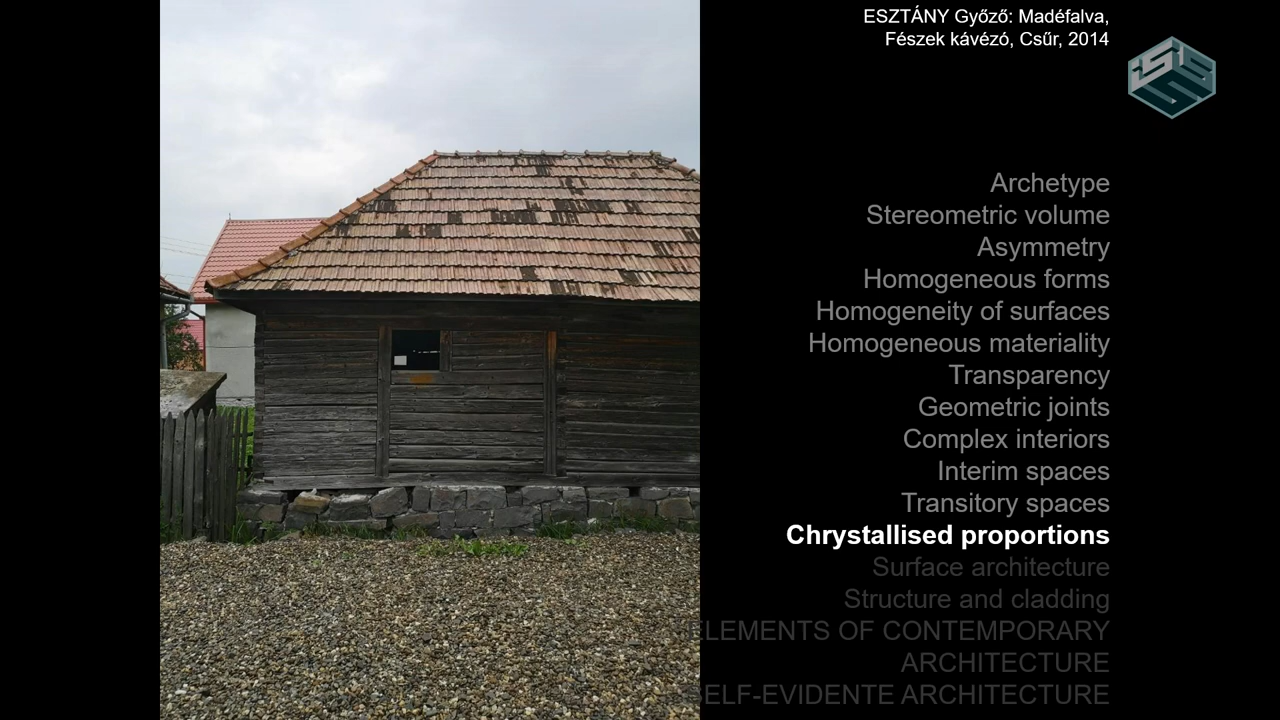 ESZTÁNY Győző: Madéfalva,
Fészek kávézó, Csűr, 2014
Archetype
Stereometric volume
Asymmetry
Homogeneous forms
Homogeneity of surfaces
Homogeneous materiality
Transparency
Geometric joints
Complex interiors
Interim spaces
Transitory spaces
Chrystallised proportions
Surface architecture
Structure and cladding
ELEMENTS OF CONTEMPORARY
ARCHITECTURE
SELF-EVIDENTE ARCHITECTURE